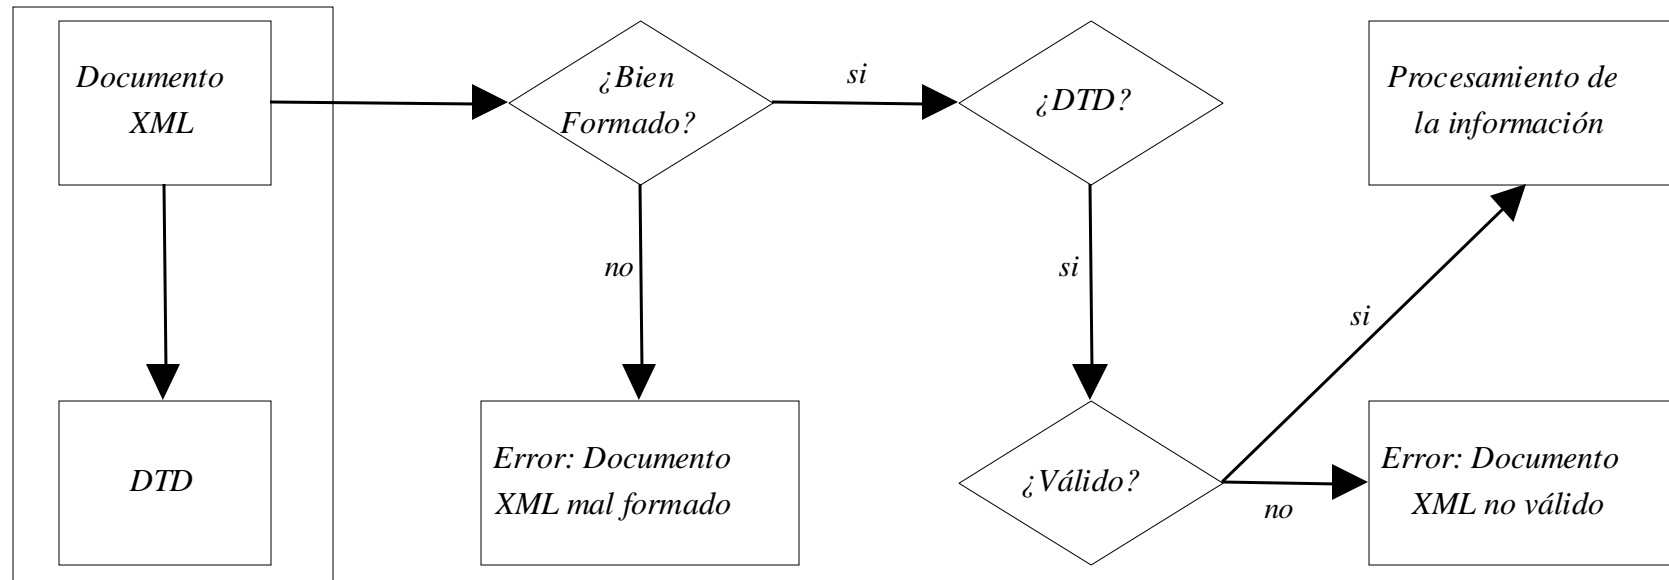 Documento
XML
¿Bien
Formado?
si
¿DTD?
Procesamiento de
la información
no
si
si
DTD
Error: Documento
XML mal formado
¿Válido?
no
Error: Documento
XML no válido